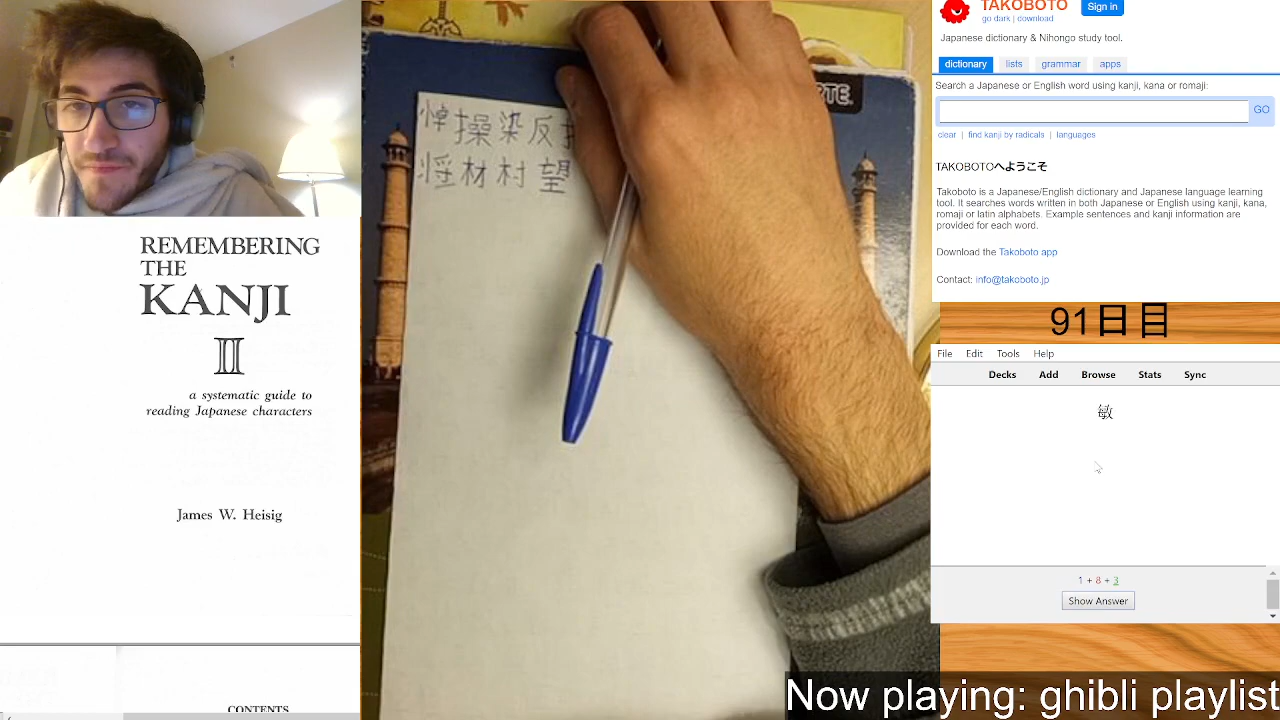 REMEMBERING
THE
KANJI
II
a systematic guide to
reading Japanese characters
James W. Heisig
CONTENTS
悼 操 染 反
将 材 村 望
RTE
TAKOBOTO
go dark | download
Sign in
Japanese dictionary & Nihongo study tool.
dictionary lists grammar apps
Search a Japanese or English word using kanji, kana or romaji:
GO
clear | find kanji by radicals | languages
TAKOBOTOへようこそ
Takoboto is a Japanese/English dictionary and Japanese language learning
tool. It searches words written in both Japanese or English using kanji, kana,
romaji or latin alphabets. Example sentences and kanji information are
provided for each word.
Download the Takoboto app
Contact: info@takoboto.jp
91日目
File Edit Tools Help
Decks Add Browse Stats Sync
敏
1 + 8 + 3
Show Answer
Now playing: ghibli playlist